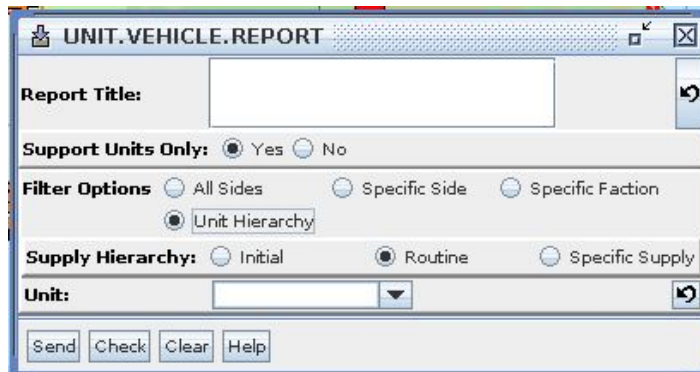 UNIT.VEHICLE.REPORT
Report Title:
Support Units Only: Yes No
Filter Options All Sides Specific Side Specific Faction
Unit Hierarchy
Supply Hierarchy: Initial Routine Specific Supply
Unit:
Send Check Clear Help